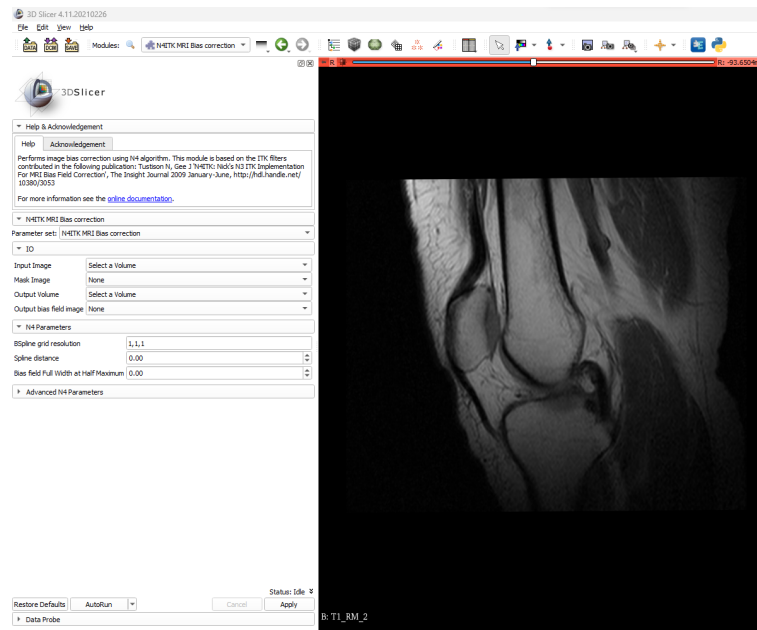 3D Slicer 4.11.20210226
File Edit View Help
DATA DCM SAVE Modules: N4ITK MRI Bias correction
R R: -93.6504
3DSlicer
Help & Acknowledgement
Help Acknowledgement
Performs image bias correction using N4 algorithm. This module is based on the ITK filters
contributed in the following publication: Tustison N, Gee J 'N4ITK: Nick's N3 ITK Implementation
For MRI Bias Field Correction', The Insight Journal 2009 January-June, http://hdl.handle.net/
10380/3053
For more information see the online documentation.
N4ITK MRI Bias correction
Parameter set: N4ITK MRI Bias correction
IO
Input Image Select a Volume
Mask Image None
Output Volume Select a Volume
Output bias field image None
N4 Parameters
BSpline grid resolution 1,1,1
Spline distance 0.00
Bias field Full Width at Half Maximum 0.00
Advanced N4 Parameters
Status: Idle
Restore Defaults AutoRun Cancel Apply
Data Probe
B: T1_RM_2